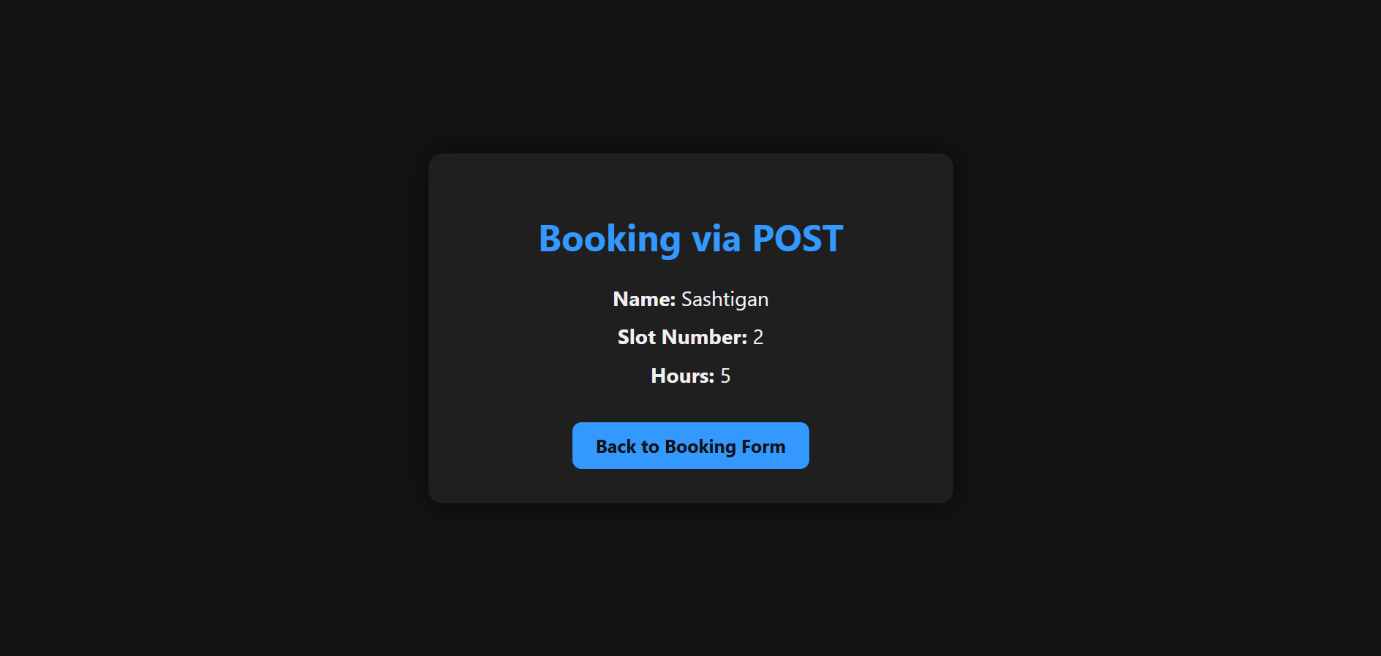 Booking via POST
Name: Sashtigan
Slot Number: 2
Hours: 5
Back to Booking Form